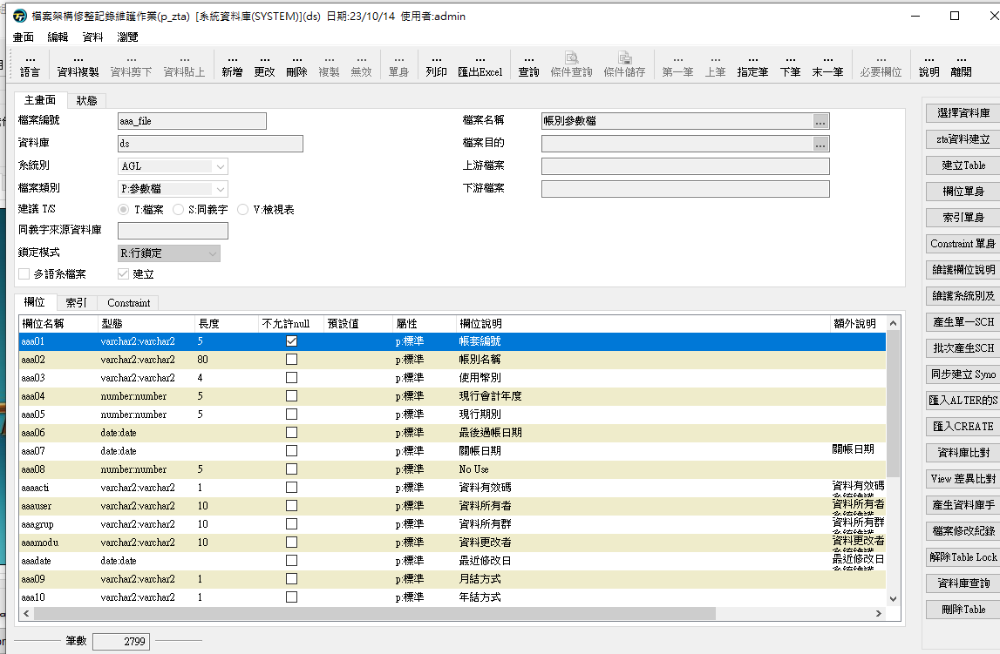 檔案架構修整記錄維護作業(p_zta) [系統資料庫(SYSTEM)](ds) 日期:23/10/14 使用者:admin
畫面 編輯 資料 瀏覽
語言 資料複製 資料剪下 資料貼上 新增 更改 刪除 複製 無效 單身 列印 匯出Excel 查詢 條件查詢 條件儲存 第一筆 上筆 指定筆 下筆 末一筆 必要欄位 說明 離開
主畫面 狀態
檔案編號 aaa_file 檔案名稱 帳別參數檔 ...
資料庫 ds 檔案目的 ...
系統別 AGL 上游檔案
檔案類別 P:參數檔 下游檔案
建議 T/S T:檔案 S:同義字 V:檢視表
同義字來源資料庫
鎖定模式 R:行鎖定
多語系檔案 建立
欄位 索引 Constraint
欄位名稱 型態 長度 不允許null 預設值 屬性 欄位說明 額外說明
aaa01 varchar2:varchar2 5 p:標準 帳套編號
aaa02 varchar2:varchar2 80 p:標準 帳別名稱
aaa03 varchar2:varchar2 4 p:標準 使用幣別
aaa04 number:number 5 p:標準 現行會計年度
aaa05 number:number 5 p:標準 現行期別
aaa06 date:date p:標準 最後過帳日期
aaa07 date:date p:標準 關帳日期 關帳日期
aaa08 number:number 5 p:標準 No Use
aaaacti varchar2:varchar2 1 p:標準 資料有效碼 資料有效碼
aaauser varchar2:varchar2 10 p:標準 資料所有者 資料所有者
aaagrup varchar2:varchar2 10 p:標準 資料所有群 資料所有群
aaamodu varchar2:varchar2 10 p:標準 資料更改者 資料更改者
aaadate date:date p:標準 最近修改日 最近修改日
aaa09 varchar2:varchar2 1 p:標準 月結方式
aaa10 varchar2:varchar2 1 p:標準 年結方式
筆數 2799
選擇資料庫
zta資料建立
建立Table
欄位單身
索引單身
Constraint 單身
維護欄位說明
維護系統別及
產生單一SCH
批次產生SCH
同步建立 Syno
匯入ALTER的S
匯入CREATE
資料庫比對
View 差異比對
產生資料庫手
檔案修改紀錄
解除Table Lock
資料庫查詢
刪除Table